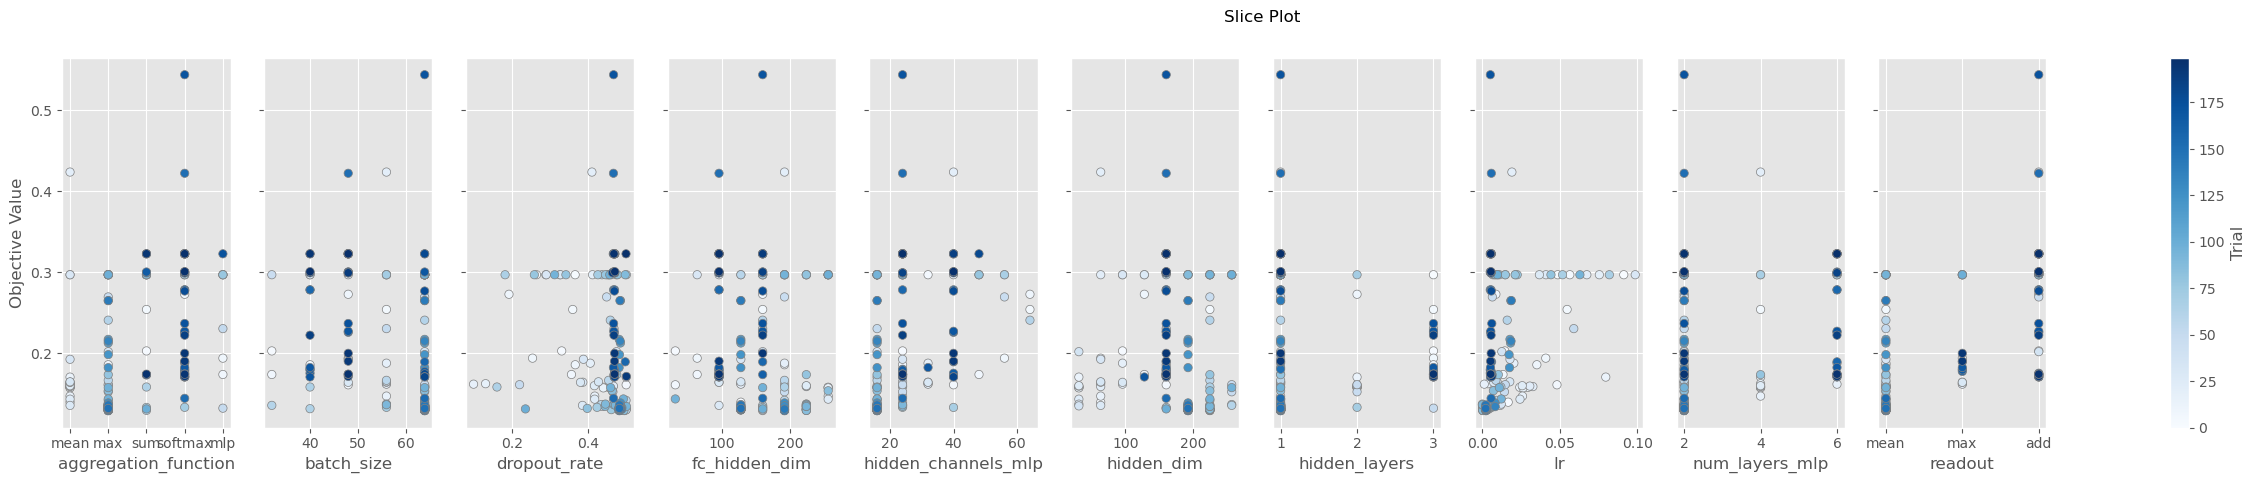 Slice Plot
Objective Value
0.5
0.4
0.3
0.2
mean max sum softmax mlp
aggregation_function
40 60
batch_size
0.2 0.4
dropout_rate
100 200
fc_hidden_dim
20 40 60
hidden_channels_mlp
100 200
hidden_dim
1 2 3
hidden_layers
0.00 0.05 0.10
lr
2 4 6
num_layers_mlp
mean max add
readout
175
150
125
100
75
50
25
0
Trial